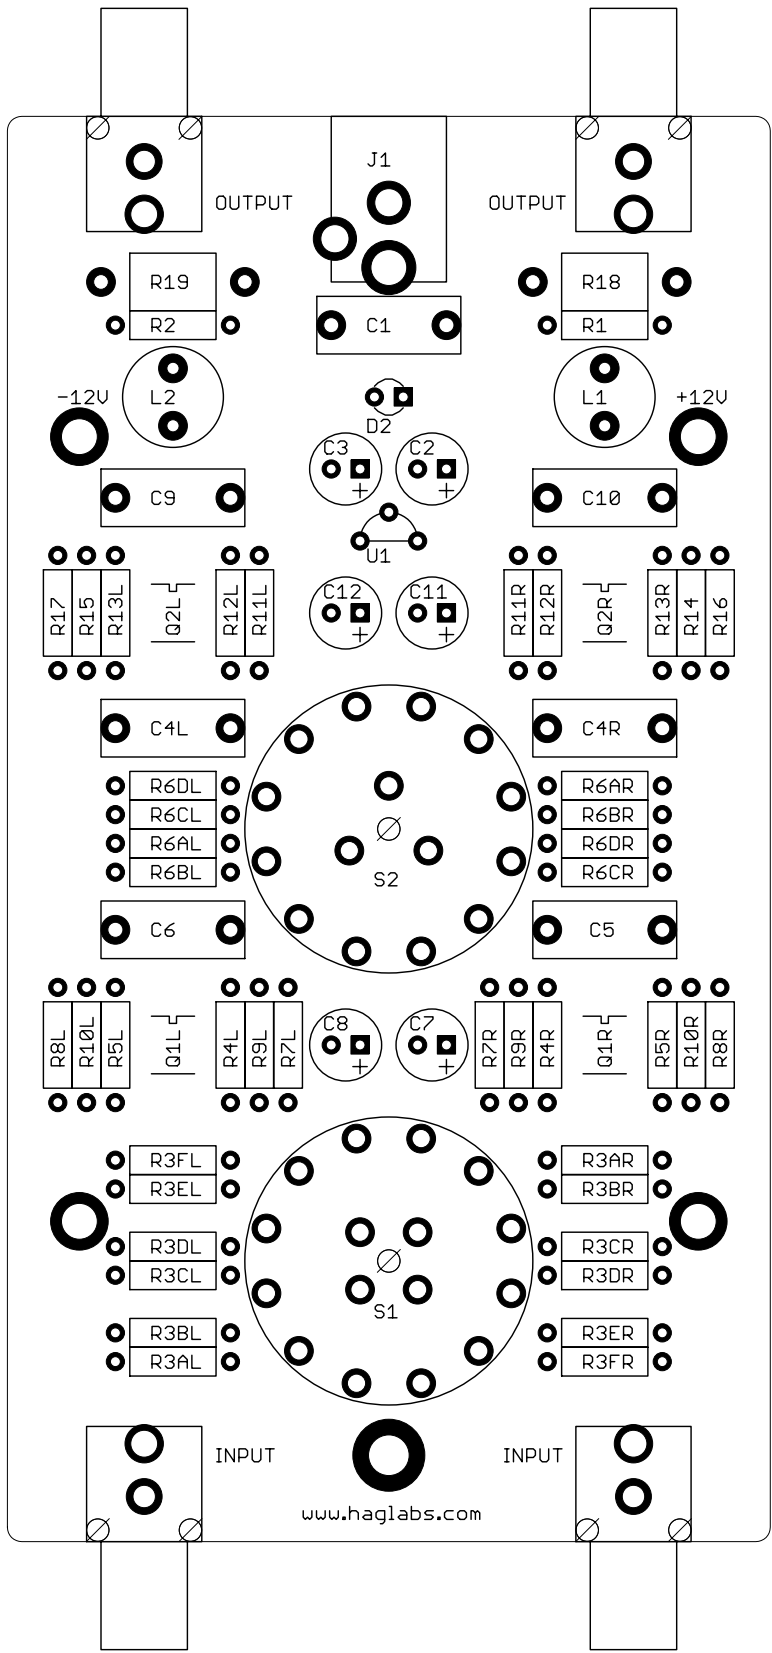 J1
OUTPUT
OUTPUT
R19
R18
R2
C1
R1
-12V
L2
L1
+12V
D2
C3
C2
+
+
C9
C10
U1
R17
R15
R13L
Q2L
R12L
R11L
C12
C11
+
+
R11R
R12R
Q2R
R13R
R14
R16
C4L
C4R
R6DL
R6AR
R6CL
R6BR
R6AL
R6DR
R6BL
R6CR
S2
C6
C5
R8L
R10L
R5L
Q1L
R4L
R9L
R7L
C8
C7
+
+
R7R
R9R
R4R
Q1R
R5R
R10R
R8R
R3FL
R3AR
R3EL
R3BR
R3DL
R3CR
R3CL
R3DR
S1
R3BL
R3ER
R3AL
R3FR
INPUT
INPUT
www.haglabs.com